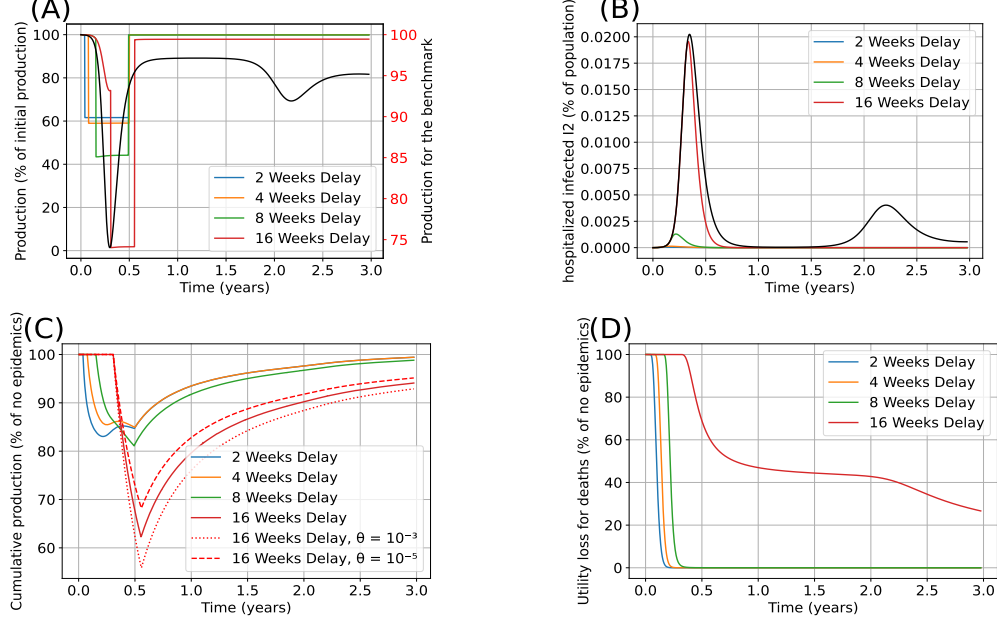 (A)
Production (% of initial production)
100
80
60
40
20
0
0.0 0.5 1.0 1.5 2.0 2.5 3.0
Time (years)
100
95
90
85
80
75
Production for the benchmark
2 Weeks Delay
4 Weeks Delay
8 Weeks Delay
16 Weeks Delay
(B)
hospitalized infected I2 (% of population)
0.0200
0.0175
0.0150
0.0125
0.0100
0.0075
0.0050
0.0025
0.0000
0.0 0.5 1.0 1.5 2.0 2.5 3.0
Time (years)
2 Weeks Delay
4 Weeks Delay
8 Weeks Delay
16 Weeks Delay
(C)
Cumulative production (% of no epidemics)
100
90
80
70
60
0.0 0.5 1.0 1.5 2.0 2.5 3.0
Time (years)
2 Weeks Delay
4 Weeks Delay
8 Weeks Delay
16 Weeks Delay
16 Weeks Delay, θ = 10⁻³
16 Weeks Delay, θ = 10⁻⁵
(D)
Utility loss for deaths (% of no epidemics)
100
80
60
40
20
0
0.0 0.5 1.0 1.5 2.0 2.5 3.0
Time (years)
2 Weeks Delay
4 Weeks Delay
8 Weeks Delay
16 Weeks Delay